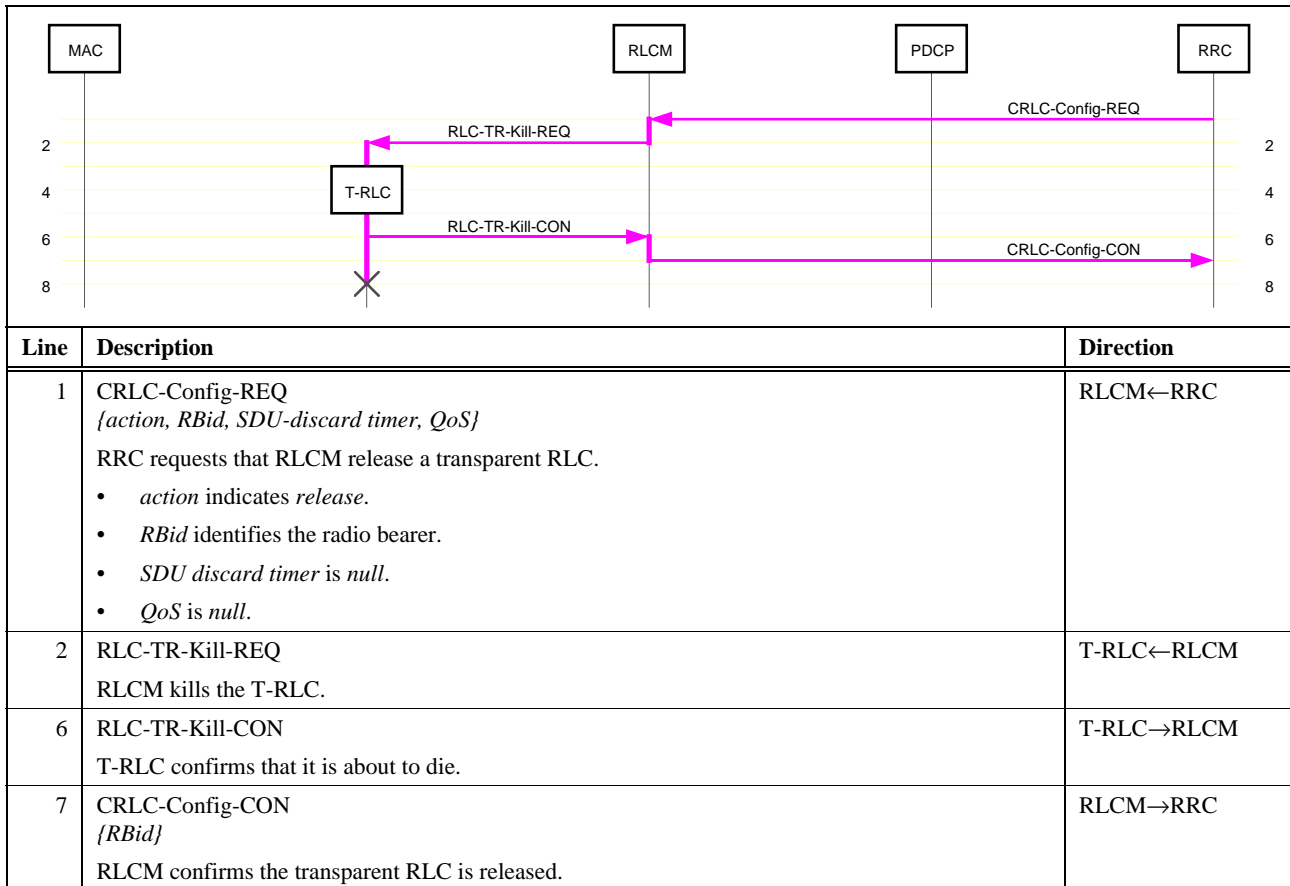 MAC RLCM PDCP RRC
CRLC-Config-REQ
RLC-TR-Kill-REQ
2 2
4 T-RLC 4
RLC-TR-Kill-CON
6 6
CRLC-Config-CON
8 8
Line Description Direction
1 CRLC-Config-REQ RLCM←RRC
{action, RBid, SDU-discard timer, QoS}
RRC requests that RLCM release a transparent RLC.
• action indicates release.
• RBid identifies the radio bearer.
• SDU discard timer is null.
• QoS is null.
2 RLC-TR-Kill-REQ T-RLC←RLCM
RLCM kills the T-RLC.
6 RLC-TR-Kill-CON T-RLC→RLCM
T-RLC confirms that it is about to die.
7 CRLC-Config-CON RLCM→RRC
{RBid}
RLCM confirms the transparent RLC is released.